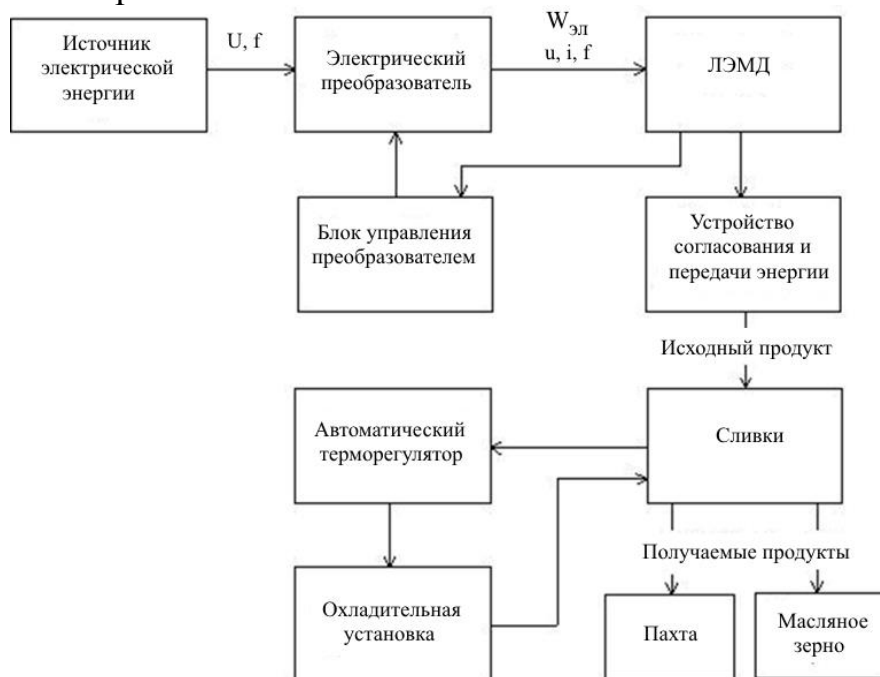 Источник
электрической
энергии
U, f
Электрический
преобразователь
Wэл
u, i, f
ЛЭМД
Блок управления
преобразователем
Устройство
согласования и
передачи энергии
Исходный продукт
Автоматический
терморегулятор
Сливки
Получаемые продукты
Охладительная
установка
Пахта
Масляное
зерно